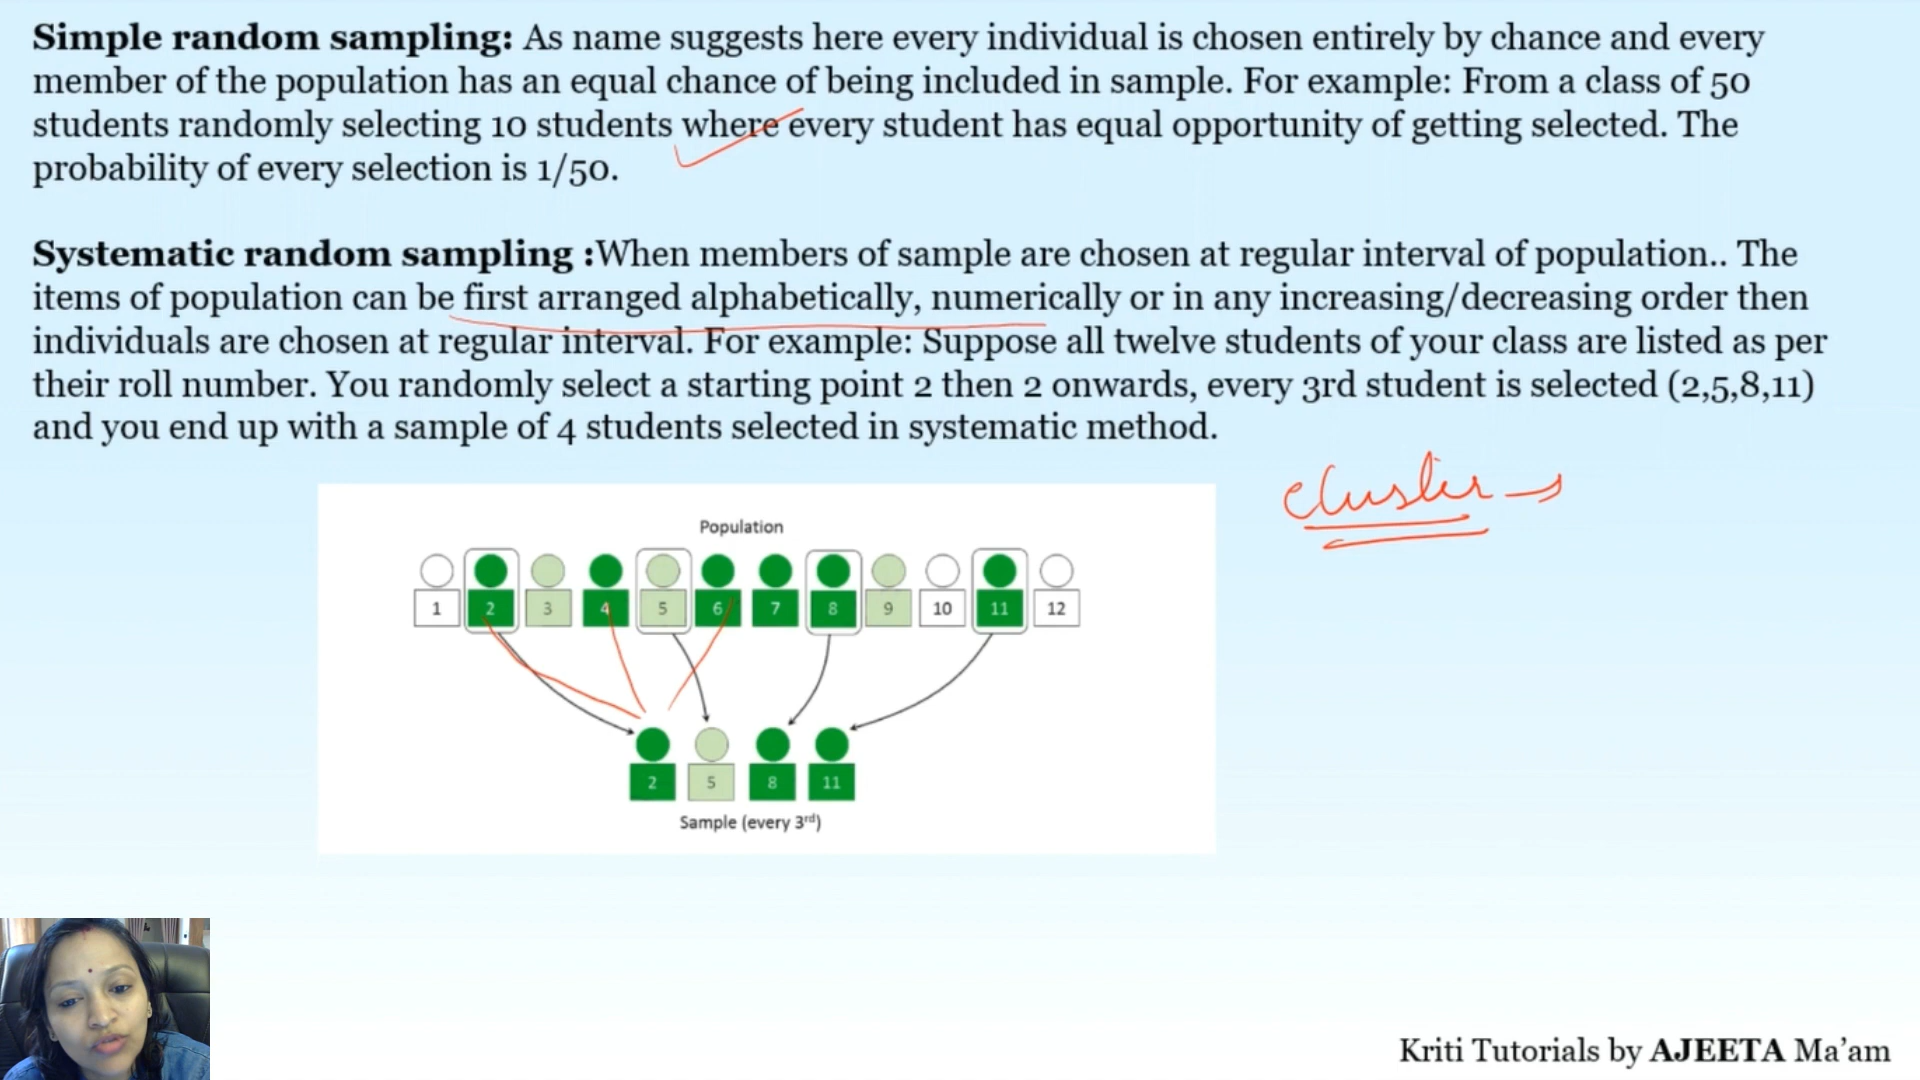 Simple random sampling: As name suggests here every individual is chosen entirely by chance and every
member of the population has an equal chance of being included in sample. For example: From a class of 50
students randomly selecting 10 students where every student has equal opportunity of getting selected. The
probability of every selection is 1/50.
Systematic random sampling :When members of sample are chosen at regular interval of population.. The
items of population can be first arranged alphabetically, numerically or in any increasing/decreasing order then
individuals are chosen at regular interval. For example: Suppose all twelve students of your class are listed as per
their roll number. You randomly select a starting point 2 then 2 onwards, every 3rd student is selected (2,5,8,11)
and you end up with a sample of 4 students selected in systematic method.
cluster
Population
1 2 3 4 5 6 7 8 9 10 11 12
2 5 8 11
Sample (every 3rd)
Kriti Tutorials by AJEETA Ma'am